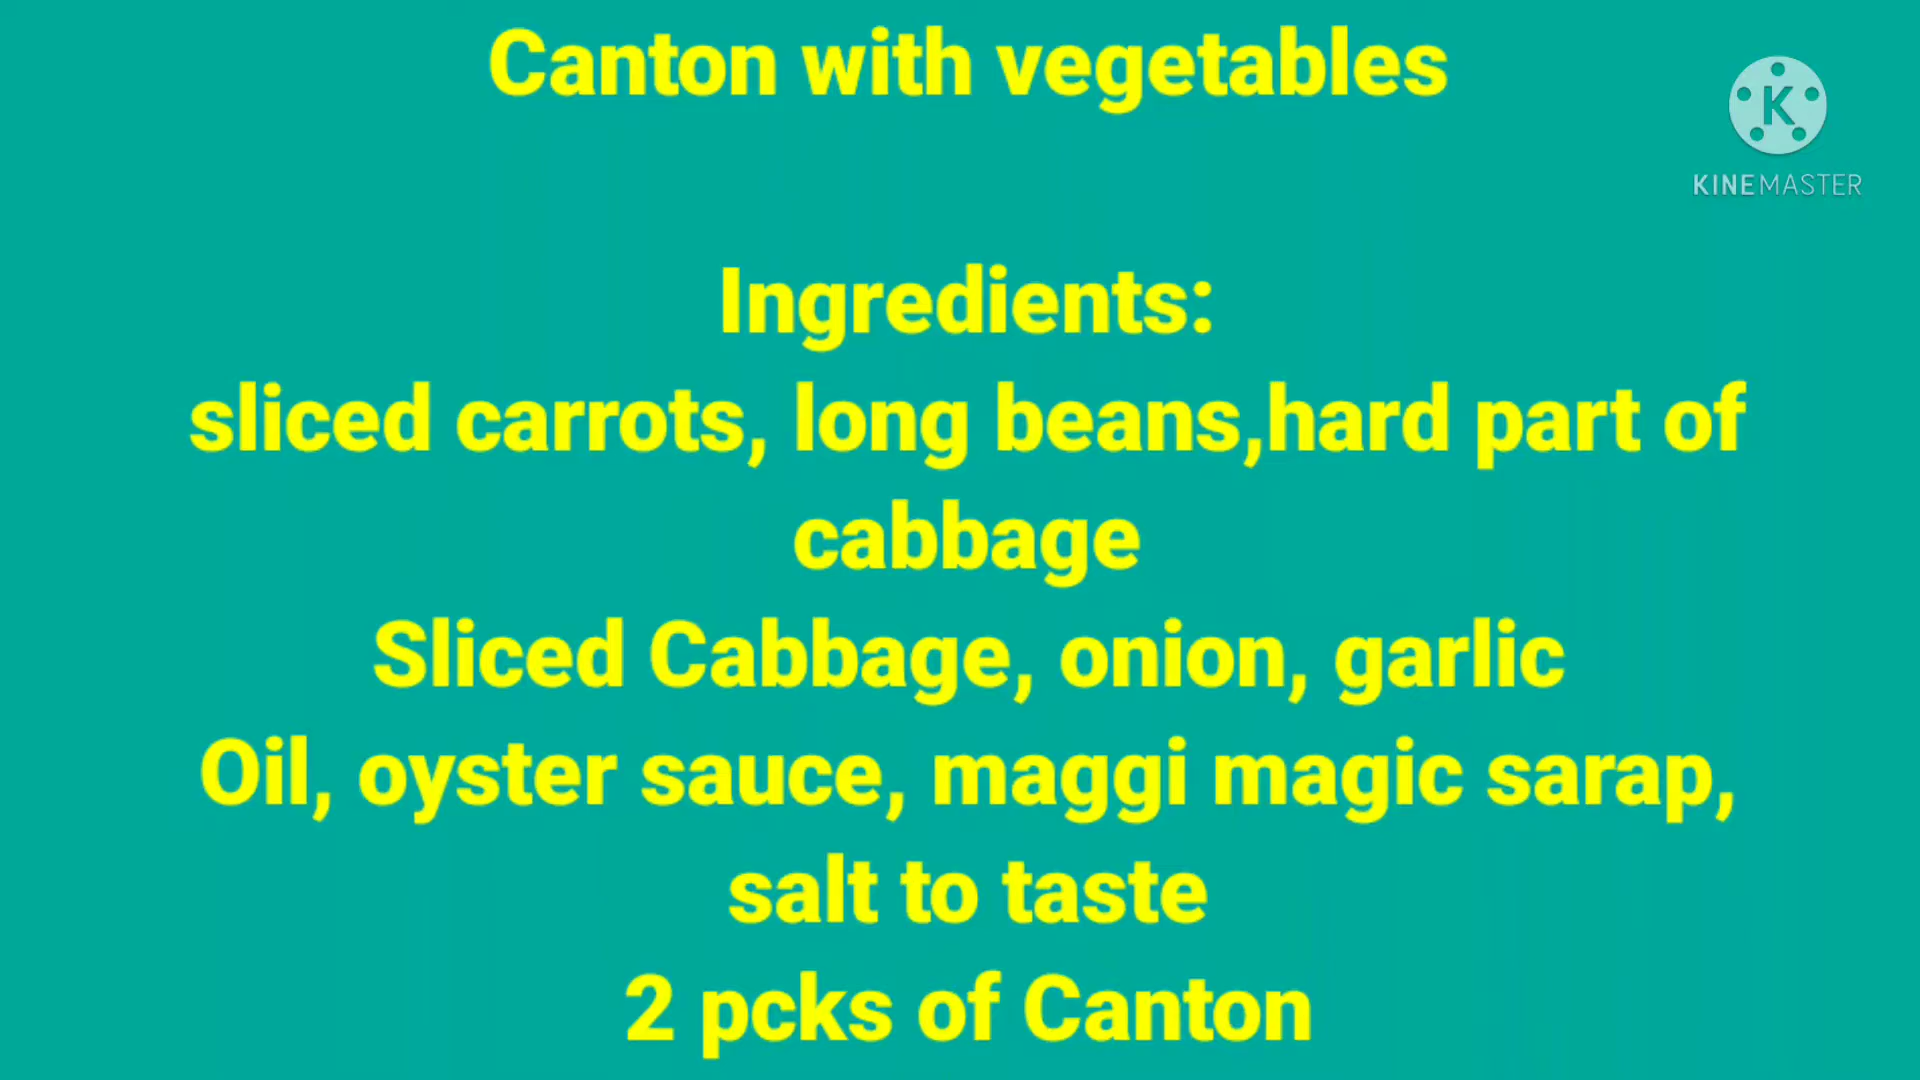 Canton with vegetables
KINEMASTER
Ingredients:
sliced carrots, long beans,hard part of
cabbage
Sliced Cabbage, onion, garlic
Oil, oyster sauce, maggi magic sarap,
salt to taste
2 pcks of Canton